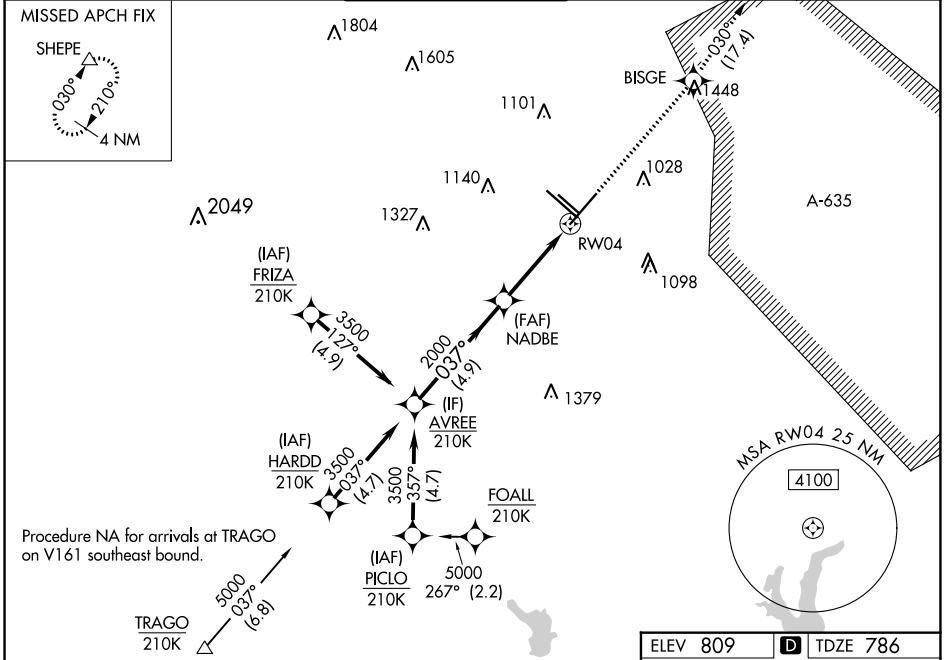 MISSED APCH FIX
SHEPE
030°
210°
4 NM
1804
1605
1101
1140
1327
2049
BISGE
030°
(17.4)
1448
1028
A-635
RW04
1098
(IAF)
FRIZA
210K
3500
127°
(4.9)
(FAF)
NADBE
2000
037°
(4.9)
1379
(IF)
AVREE
210K
(IAF)
HARDD
210K
3500
037°
(4.7)
3500
357°
(4.7)
FOALL
210K
(IAF)
PICLO
210K
5000
267° (2.2)
Procedure NA for arrivals at TRAGO
on V161 southeast bound.
5000
037°
(6.8)
TRAGO
210K
MSA RW04 25 NM
4100
ELEV 809 D TDZE 786